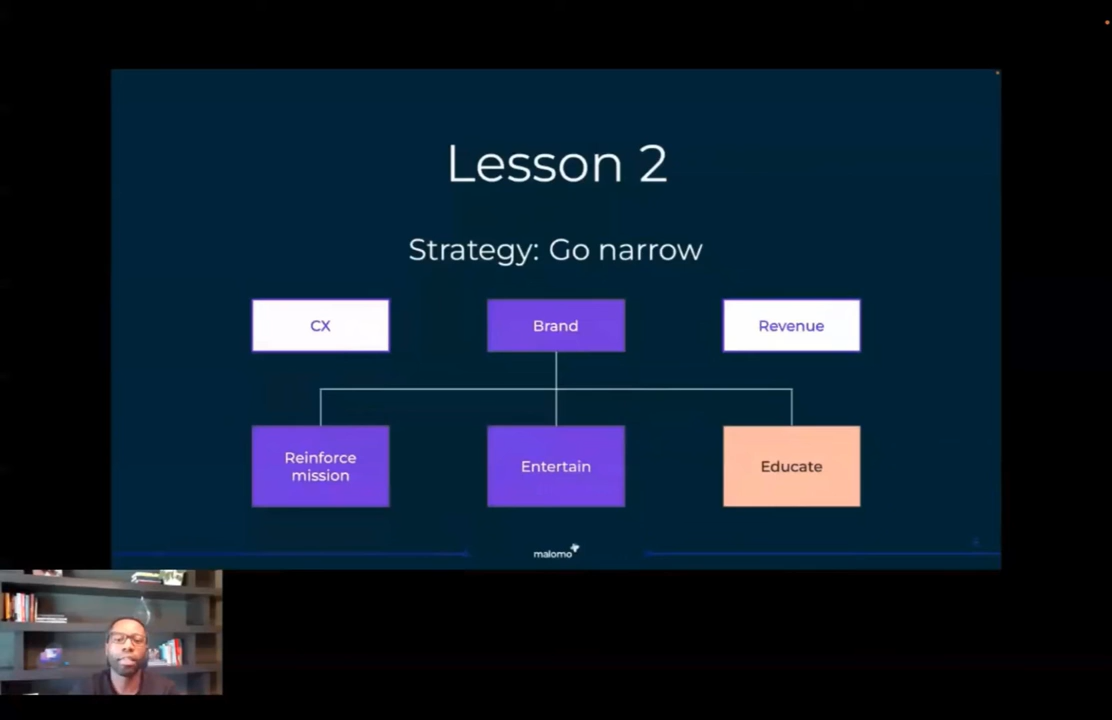 Lesson 2
Strategy: Go narrow
CX
Brand
Revenue
Reinforce
mission
Entertain
Educate
malomo